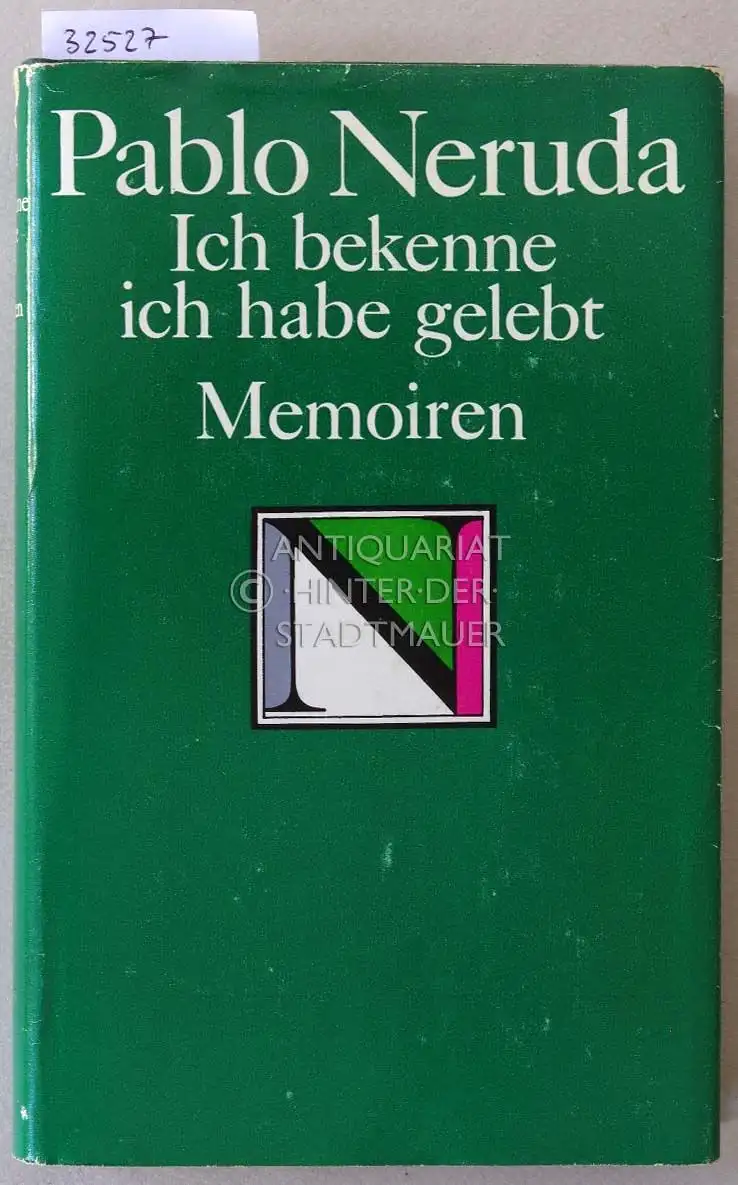 32527
Pablo Neruda
Ich bekenne
ich habe gelebt
Memoiren
N
ANTIQUARIAT
© ·HINTER·DER·
STADTMAUER